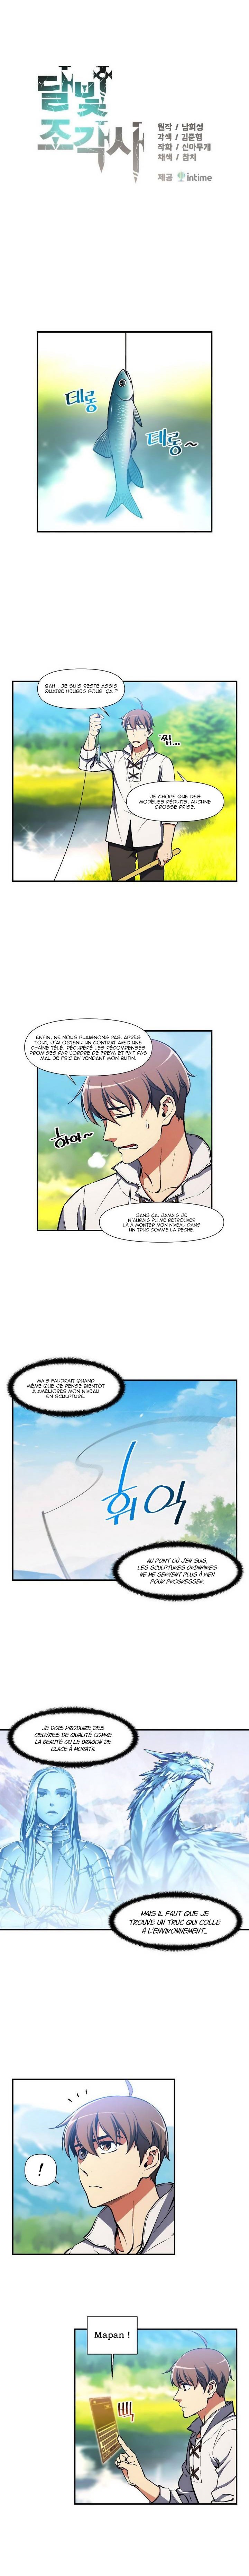 달빛
조각사
원작 / 남희성
각색 / 김준형
작화 / 신아무개
채색 / 참치
제공 intime
데롱
데롱~
RAH... JE SUIS RESTÉ ASSIS
QUATRE HEURES POUR ÇA ?
쩝...
JE CHOPE QUE DES
MODÈLES RÉDUITS, AUCUNE
GROSSE PRISE.
ENFIN, NE NOUS PLAIGNONS PAS. APRÈS
TOUT, J'AI OBTENU UN CONTRAT AVEC UNE
CHAÎNE TÉLÉ, RÉCUPÉRÉ LES RÉCOMPENSES
PROMISES PAR L'ORDRE DE FREYA ET FAIT PAS
MAL DE FRIC EN VENDANT MON BUTIN.
SANS ÇA, JAMAIS JE
N'AURAIS PU ME RETROUVER
LÀ À MONTER MON NIVEAU DANS
UN TRUC COMME LA PÊCHE.
MAIS FAUDRAIT QUAND
MÊME QUE JE PENSE BIENTÔT
À AMÉLIORER MON NIVEAU
EN SCULPTURE.
휘익
AU POINT OÙ J'EN SUIS,
LES SCULPTURES ORDINAIRES
NE ME SERVENT PLUS À RIEN
POUR PROGRESSER.
JE DOIS PRODUIRE DES
OEUVRES DE QUALITÉ COMME
LA BEAUTÉ OU LE DRAGON DE
GLACE À MORATA.
MAIS IL FAUT QUE JE
TROUVE UN TRUC QUI COLLE
À L'ENVIRONNEMENT...
!
Mapan !